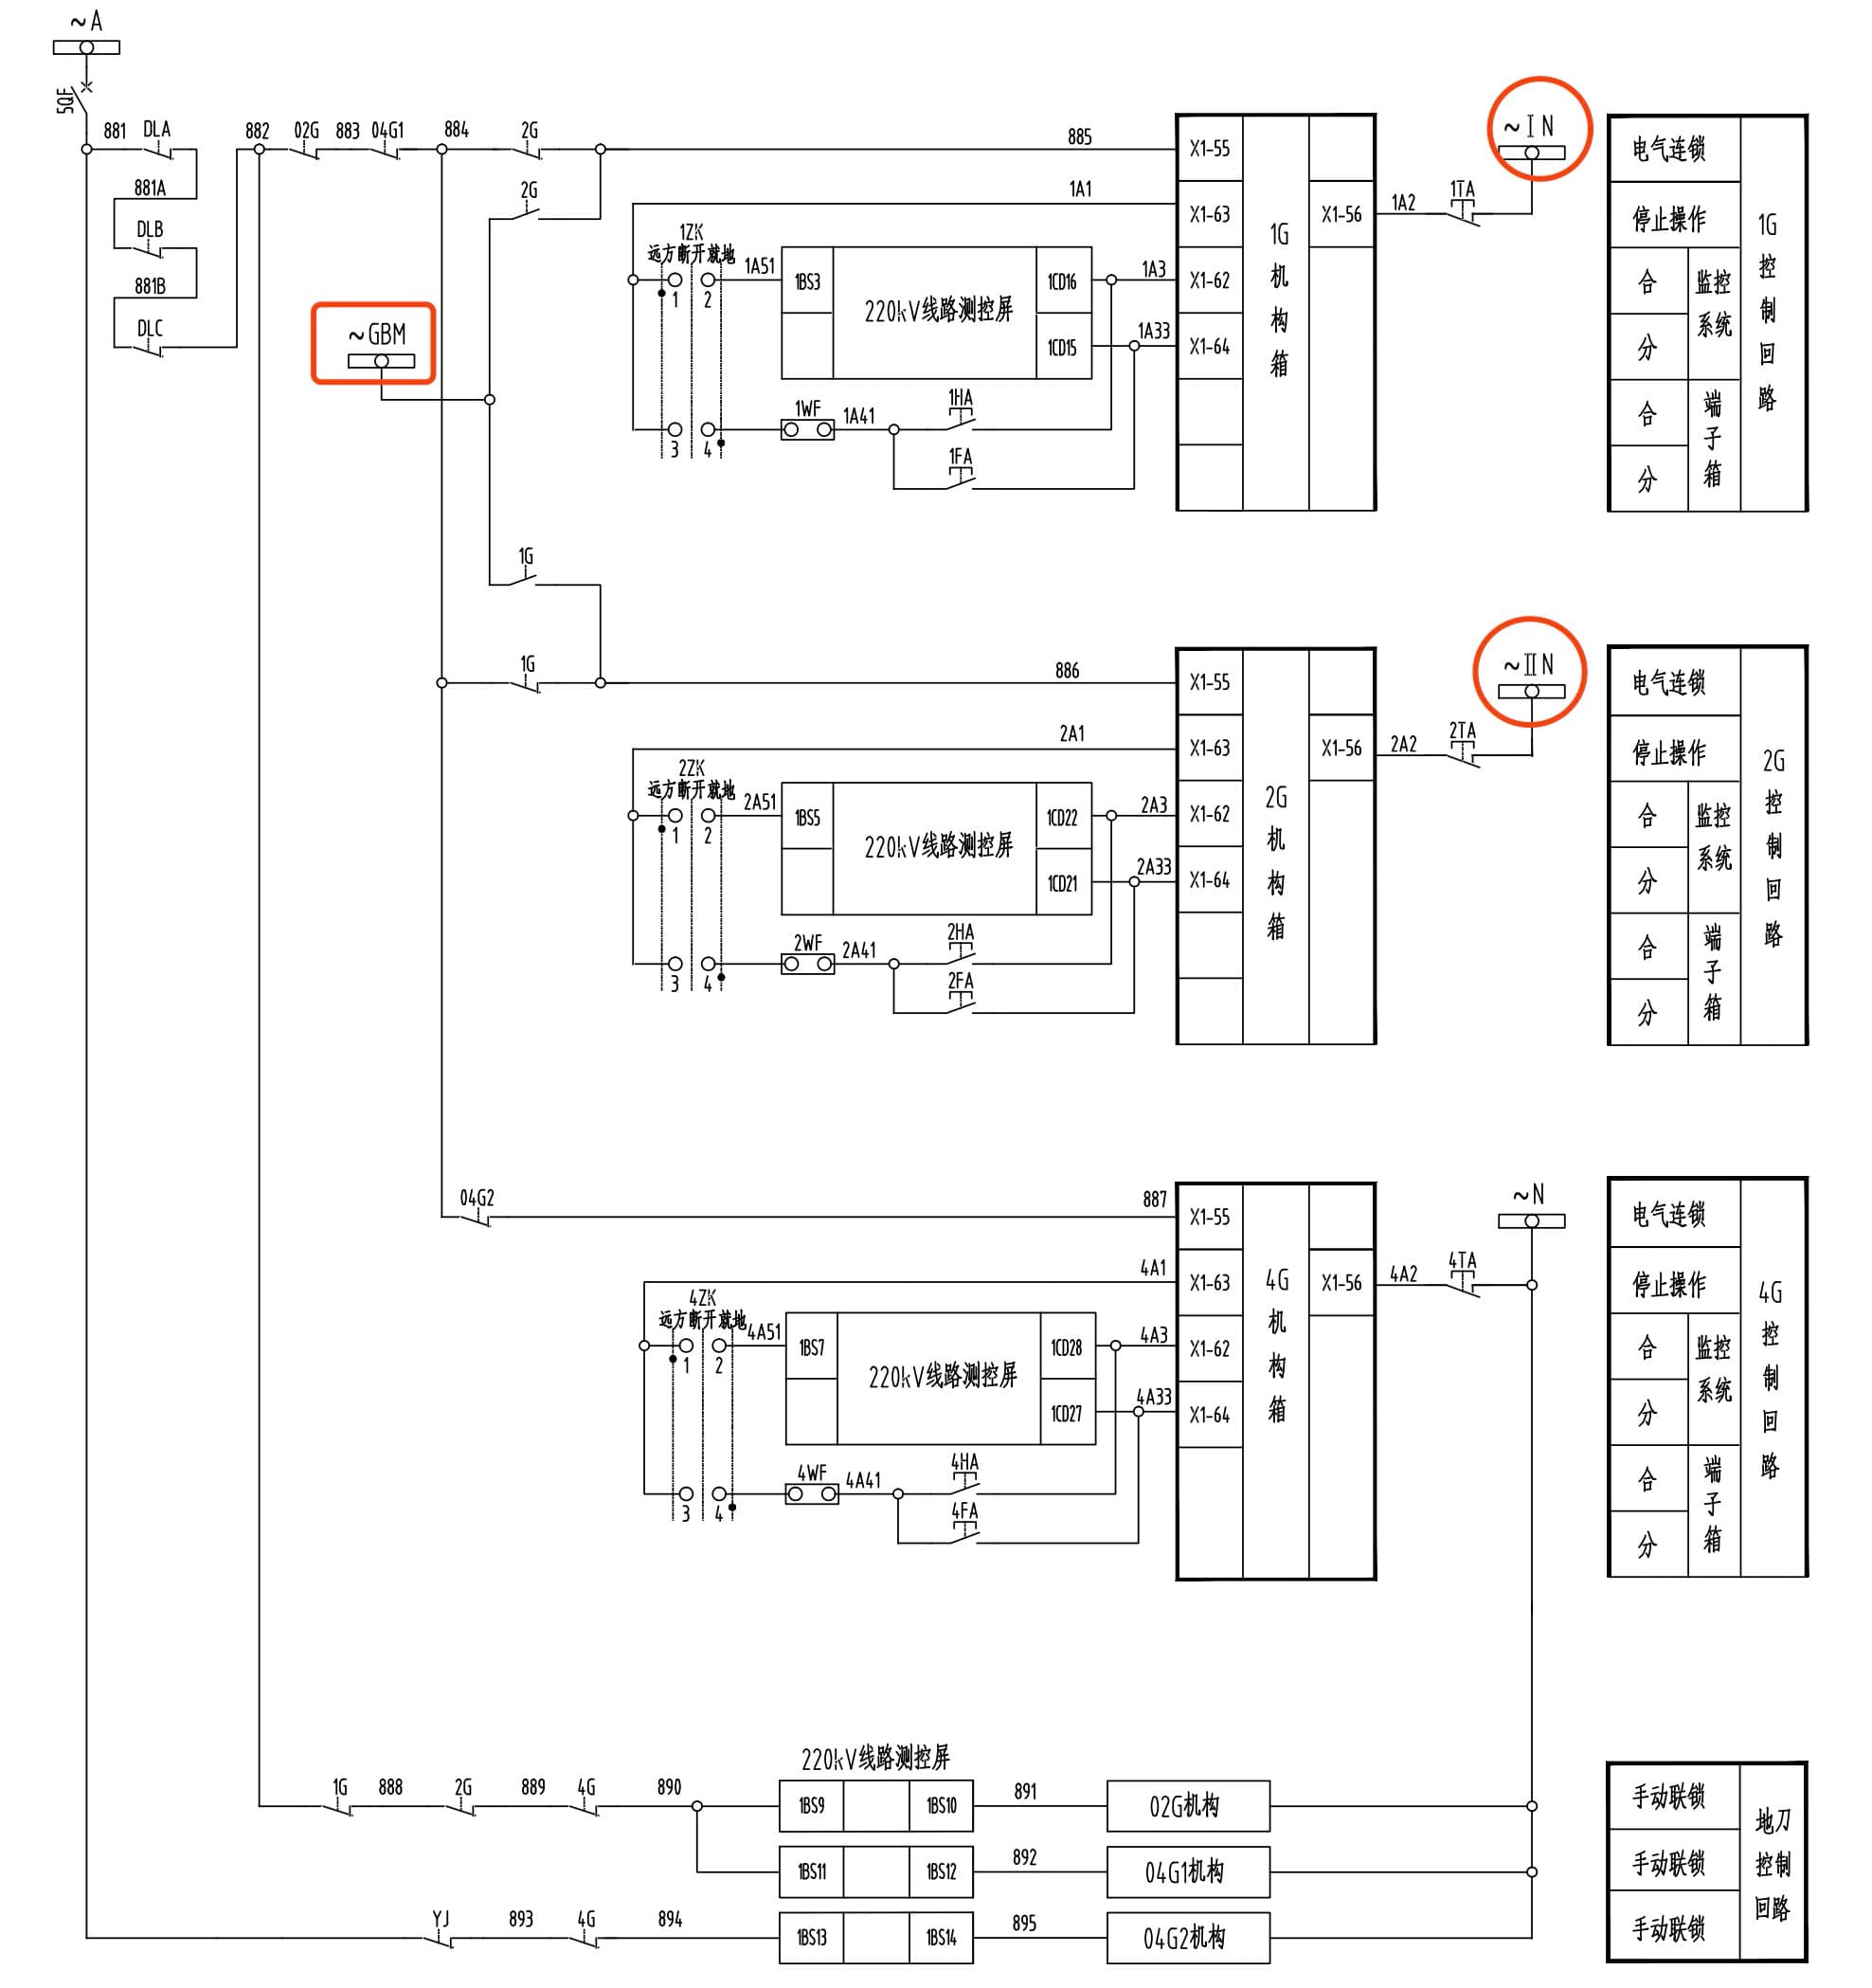 ~A
5QF
881
DLA
881A
DLB
881B
DLC
882
02G
883
04G1
884
2G
2G
885
~GBM
1A1
1ZK
远方断开就地
1
2
3
4
1A51
1BS3
220kV线路测控屏
1CD16
1CD15
1A3
1A33
1WF
1A41
1HA
1FA
X1-55
X1-63
X1-62
X1-64
1G机构箱
X1-56
1A2
1TA
~ⅠN
电气连锁
停止操作
合
分
监控系统
合
分
端子箱
1G控制回路
1G
1G
886
2A1
2ZK
远方断开就地
1
2
3
4
2A51
1BS5
220kV线路测控屏
1CD22
1CD21
2A3
2A33
2WF
2A41
2HA
2FA
X1-55
X1-63
X1-62
X1-64
2G机构箱
X1-56
2A2
2TA
~ⅡN
电气连锁
停止操作
合
分
监控系统
合
分
端子箱
2G控制回路
04G2
887
4A1
4ZK
远方断开就地
1
2
3
4
4A51
1BS7
220kV线路测控屏
1CD28
1CD27
4A3
4A33
4WF
4A41
4HA
4FA
X1-55
X1-63
X1-62
X1-64
4G机构箱
X1-56
4A2
4TA
~N
电气连锁
停止操作
合
分
监控系统
合
分
端子箱
4G控制回路
220kV线路测控屏
1G
888
2G
889
4G
890
1BS9
1BS10
891
02G机构
1BS11
1BS12
892
04G1机构
YJ
893
4G
894
1BS13
1BS14
895
04G2机构
手动联锁
手动联锁
手动联锁
地刀控制回路